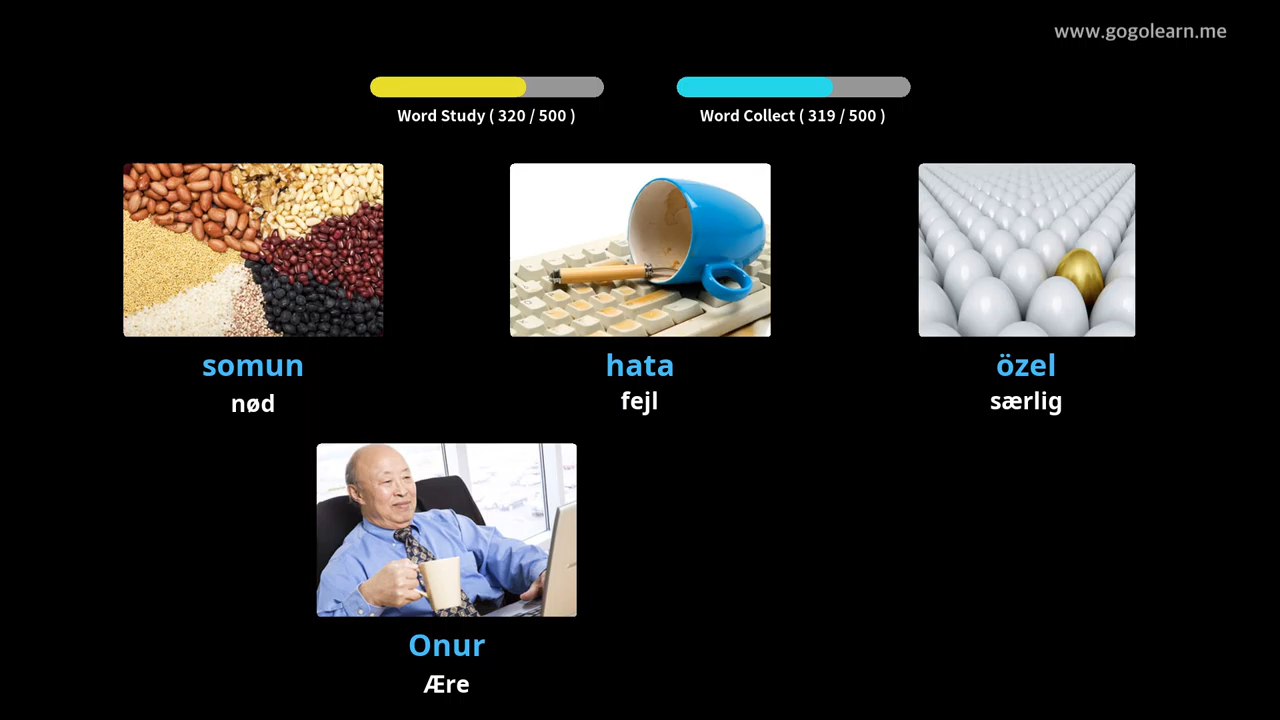 www.gogolearn.me
Word Study ( 320 / 500 )
Word Collect ( 319 / 500 )
somun
nød
hata
fejl
özel
særlig
Onur
Ære